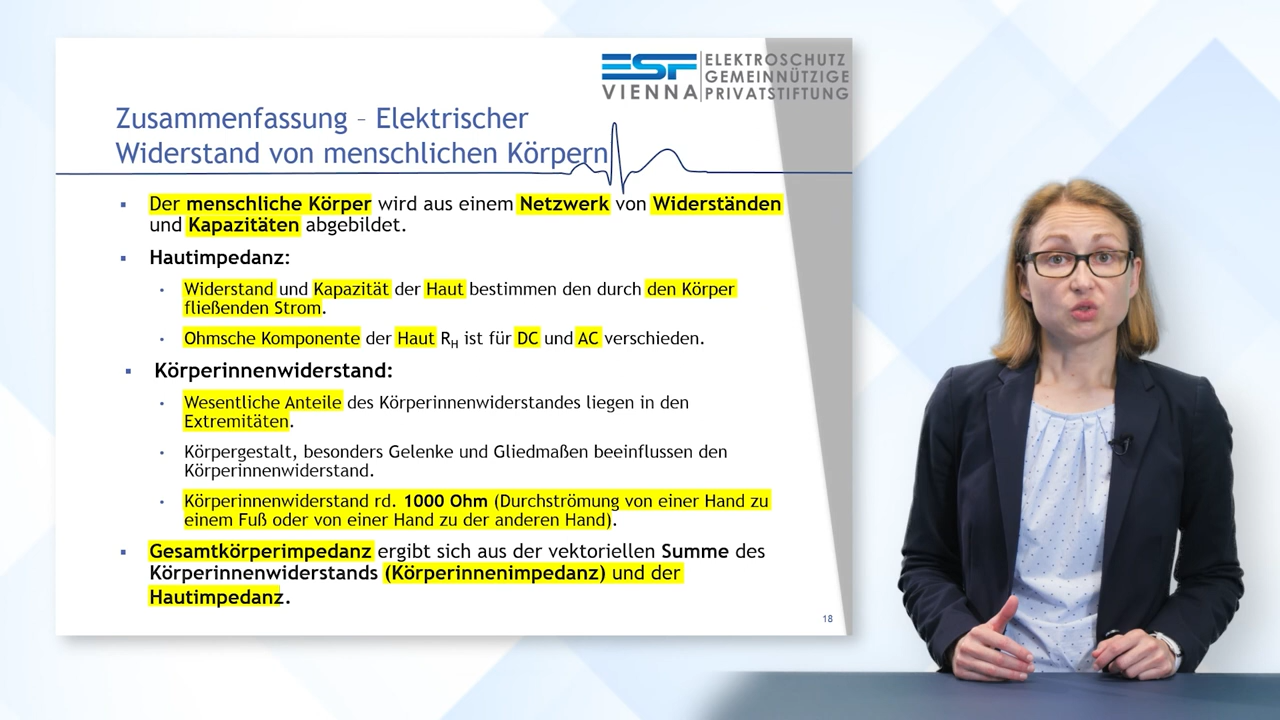 ESF
VIENNA
ELEKTROSCHUTZ
GEMEINNÜTZIGE
PRIVATSTIFTUNG
Zusammenfassung – Elektrischer
Widerstand von menschlichen Körpern
▪ Der menschliche Körper wird aus einem Netzwerk von Widerständen
und Kapazitäten abgebildet.
▪ Hautimpedanz:
• Widerstand und Kapazität der Haut bestimmen den durch den Körper
fließenden Strom.
• Ohmsche Komponente der Haut R_H ist für DC und AC verschieden.
▪ Körperinnenwiderstand:
• Wesentliche Anteile des Körperinnenwiderstandes liegen in den
Extremitäten.
• Körpergestalt, besonders Gelenke und Gliedmaßen beeinflussen den
Körperinnenwiderstand.
• Körperinnenwiderstand rd. 1000 Ohm (Durchströmung von einer Hand zu
einem Fuß oder von einer Hand zu der anderen Hand).
▪ Gesamtkörperimpedanz ergibt sich aus der vektoriellen Summe des
Körperinnenwiderstands (Körperinnenimpedanz) und der
Hautimpedanz.
18